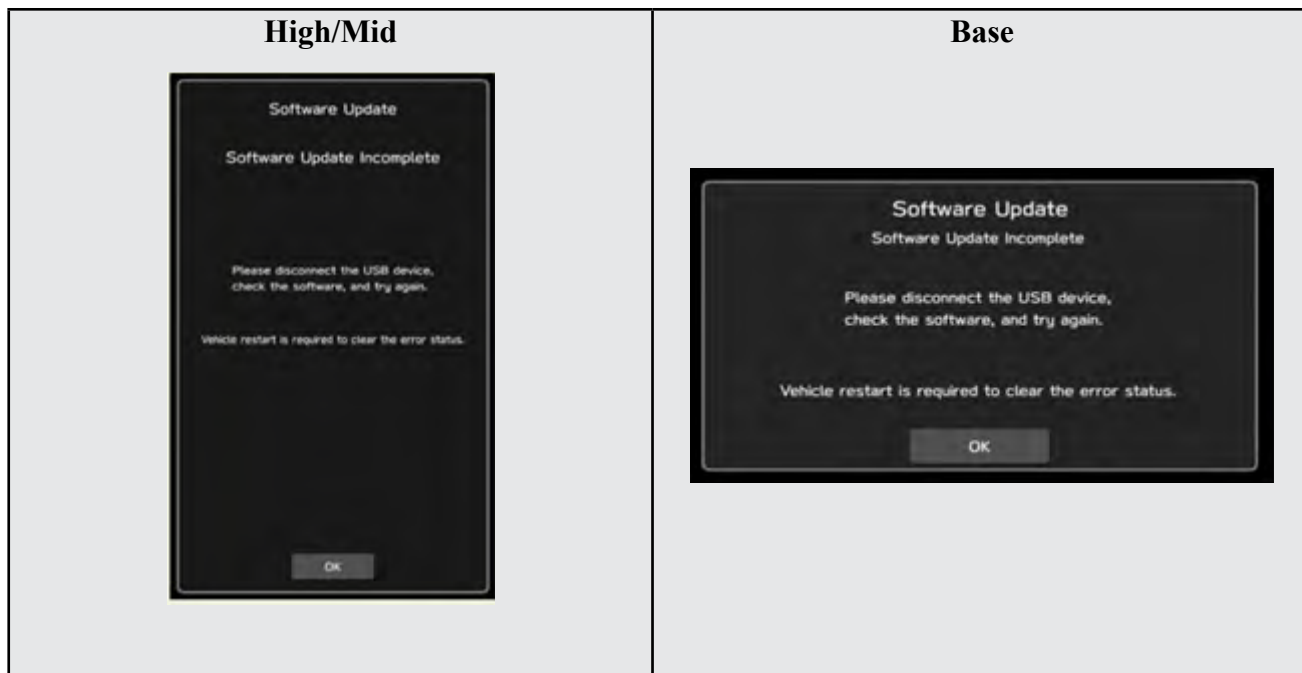 High/Mid
Software Update
Software Update Incomplete
Please disconnect the USB device,
check the software, and try again.
Vehicle restart is required to clear the error status.
OK
Base
Software Update
Software Update Incomplete
Please disconnect the USB device,
check the software, and try again.
Vehicle restart is required to clear the error status.
OK